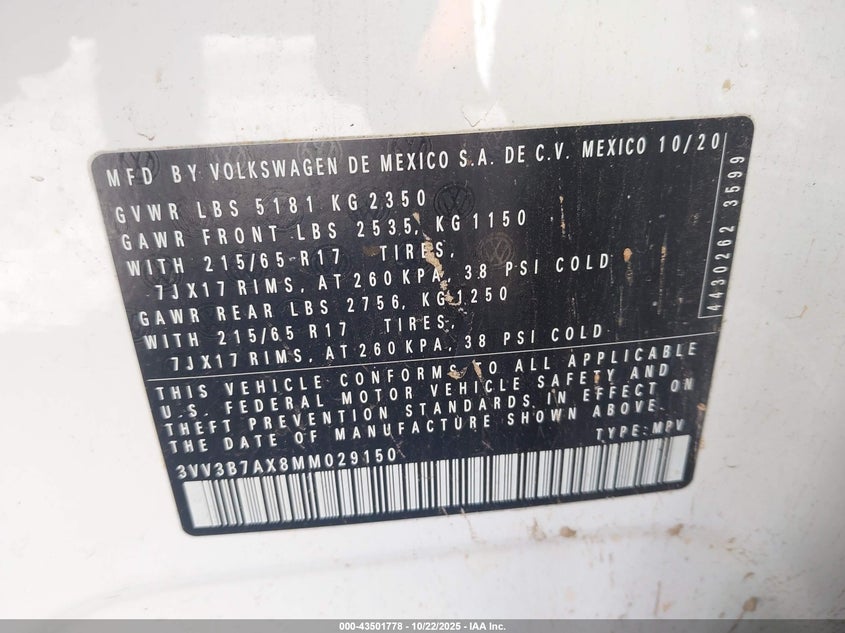 MFD BY VOLKSWAGEN DE MEXICO S.A. DE C.V. MEXICO 10/20
GVWR LBS 5181 KG 2350
GAWR FRONT LBS 2535, KG 1150
WITH 215/65 R17 TIRES,
7JX17 RIMS, AT 260KPA, 38 PSI COLD
GAWR REAR LBS 2756, KG 1250
WITH 215/65 R17 TIRES,
7JX17 RIMS, AT 260KPA, 38 PSI COLD
THIS VEHICLE CONFORMS TO ALL APPLICABLE
U.S. FEDERAL MOTOR VEHICLE SAFETY AND
THEFT PREVENTION STANDARDS IN EFFECT ON
THE DATE OF MANUFACTURE SHOWN ABOVE
TYPE: MPV
3VV3B7AX8MM029150
4430262 3599
000-43501778 - 10/22/2025 - IAA Inc.